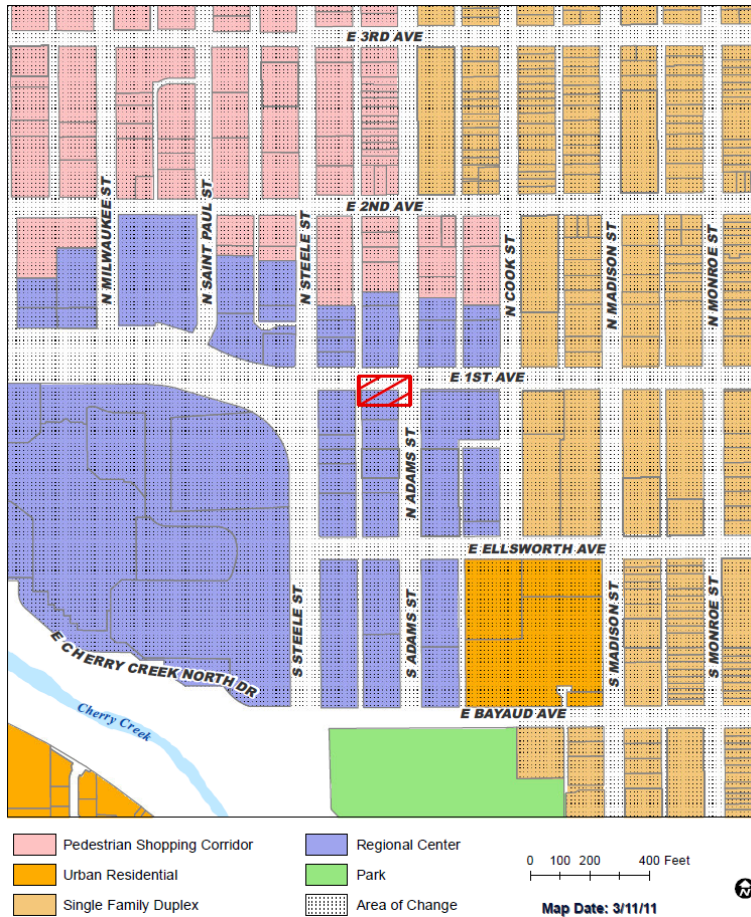 E 3RD AVE
N MILWAUKEE ST
N SAINT PAUL ST
N STEELE ST
E 2ND AVE
N COOK ST
N MADISON ST
N MONROE ST
E 1ST AVE
N ADAMS ST
E ELLSWORTH AVE
S STEELE ST
S ADAMS ST
S MADISON ST
S MONROE ST
E CHERRY CREEK NORTH DR
Cherry Creek
E BAYAUD AVE
Pedestrian Shopping Corridor
Urban Residential
Single Family Duplex
Regional Center
Park
Area of Change
0 100 200 400 Feet
Map Date: 3/11/11
N